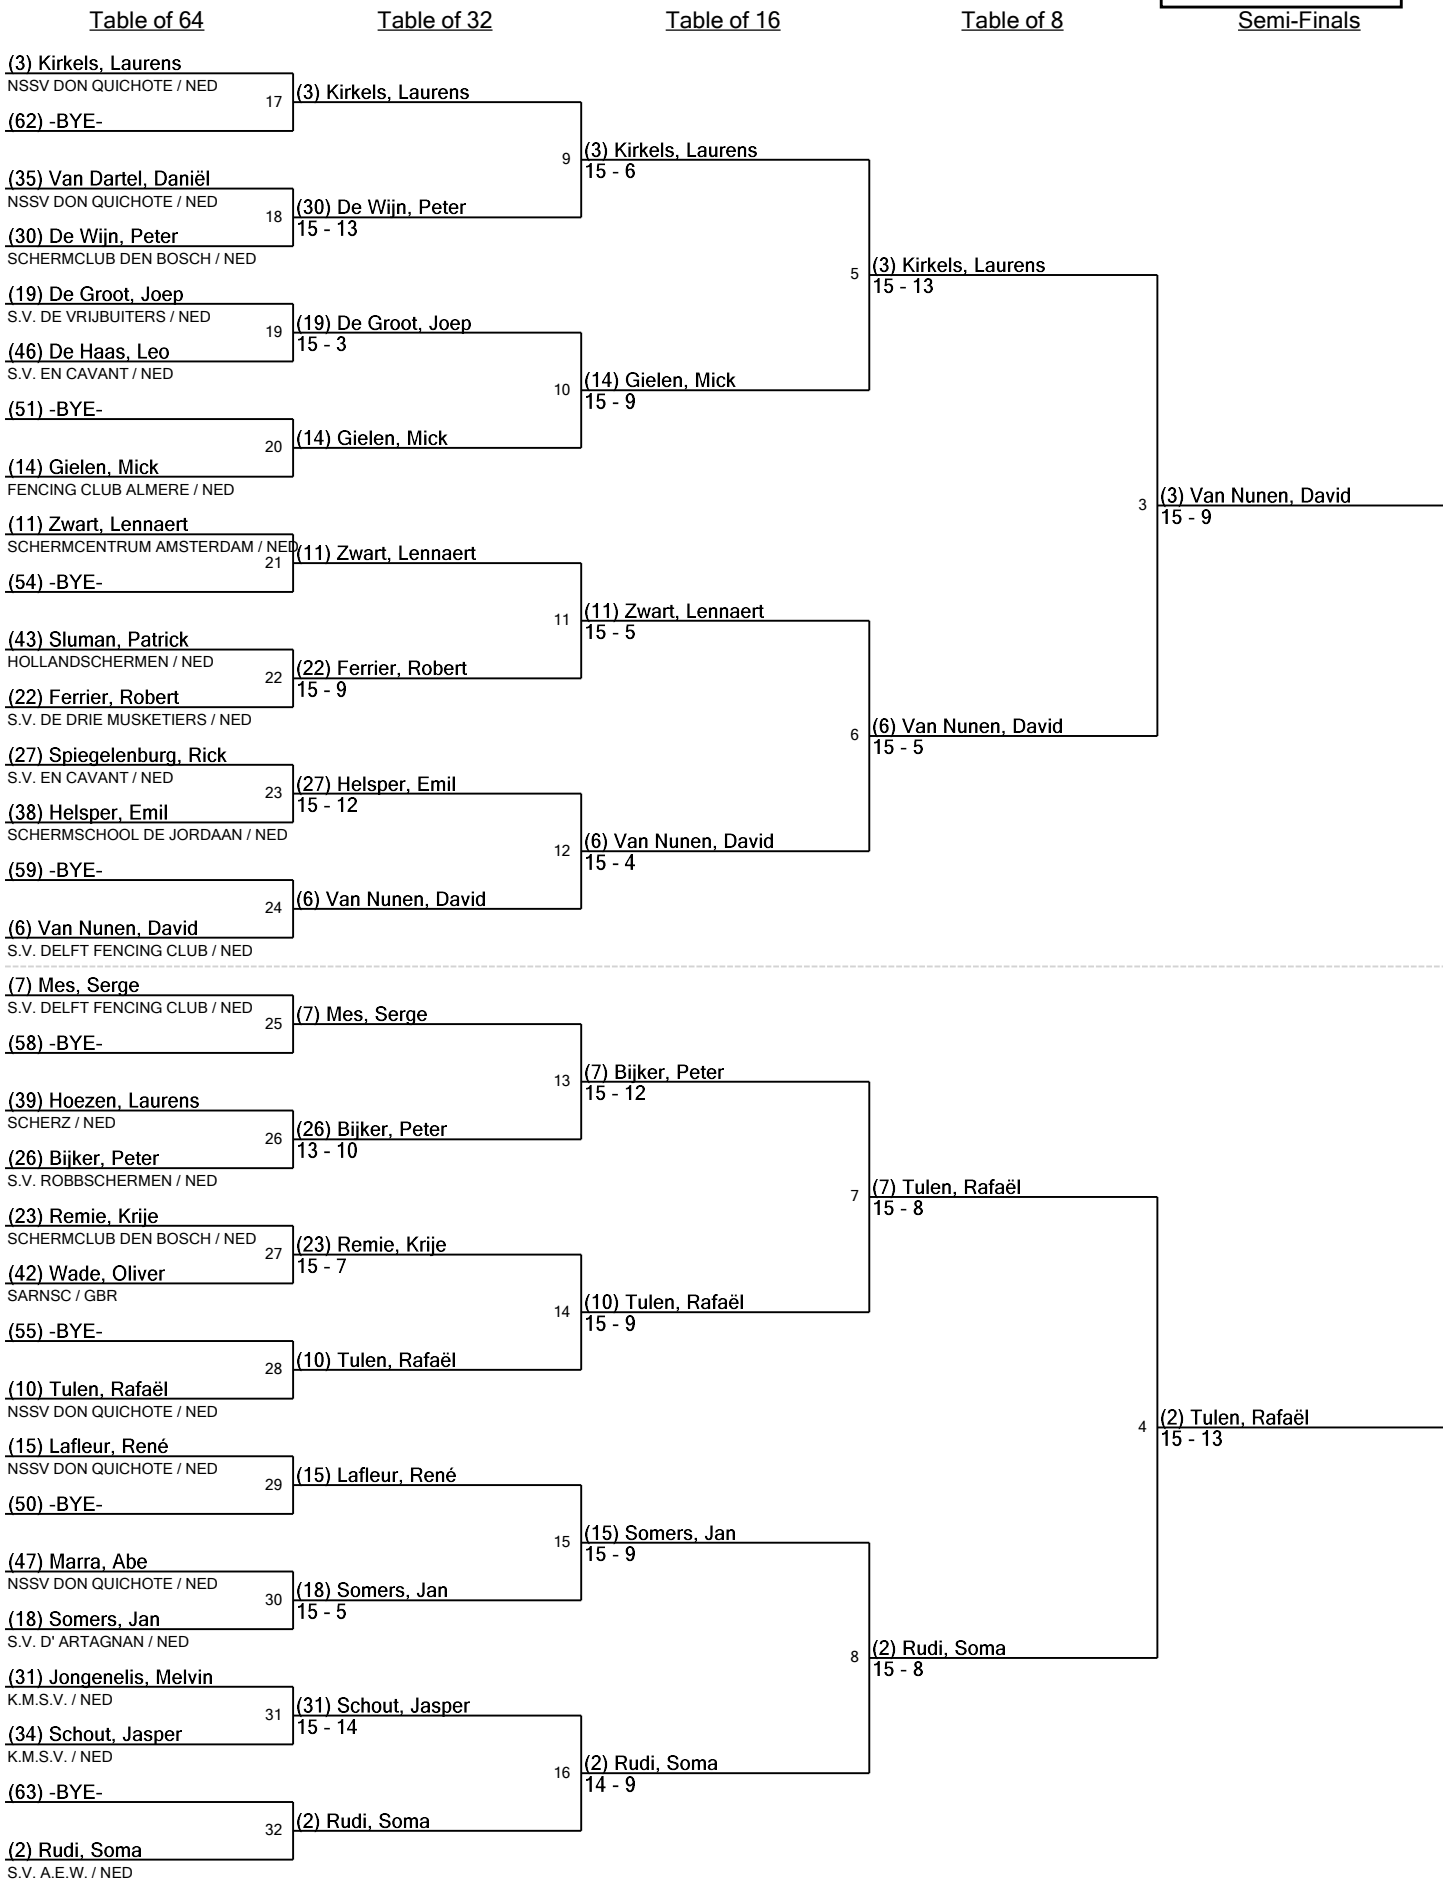 Table of 64
Table of 32
Table of 16
Table of 8
Semi-Finals
(3) Kirkels, Laurens
NSSV DON QUICHOTE / NED
17
(62) -BYE-
(35) Van Dartel, Daniël
NSSV DON QUICHOTE / NED
18
(30) De Wijn, Peter
SCHERMCLUB DEN BOSCH / NED
(19) De Groot, Joep
S.V. DE VRIJBUITERS / NED
19
(46) De Haas, Leo
S.V. EN CAVANT / NED
(51) -BYE-
20
(14) Gielen, Mick
FENCING CLUB ALMERE / NED
(11) Zwart, Lennaert
SCHERMCENTRUM AMSTERDAM / NED
21
(54) -BYE-
(43) Sluman, Patrick
HOLLANDSCHERMEN / NED
22
(22) Ferrier, Robert
S.V. DE DRIE MUSKETIERS / NED
(27) Spiegelenburg, Rick
S.V. EN CAVANT / NED
23
(38) Helsper, Emil
SCHERMSCHOOL DE JORDAAN / NED
(59) -BYE-
24
(6) Van Nunen, David
S.V. DELFT FENCING CLUB / NED
(7) Mes, Serge
S.V. DELFT FENCING CLUB / NED
25
(58) -BYE-
(39) Hoezen, Laurens
SCHERZ / NED
26
(26) Bijker, Peter
S.V. ROBBSCHERMEN / NED
(23) Remie, Krije
SCHERMCLUB DEN BOSCH / NED
27
(42) Wade, Oliver
SARNSC / GBR
(55) -BYE-
28
(10) Tulen, Rafaël
NSSV DON QUICHOTE / NED
(15) Lafleur, René
NSSV DON QUICHOTE / NED
29
(50) -BYE-
(47) Marra, Abe
NSSV DON QUICHOTE / NED
30
(18) Somers, Jan
S.V. D' ARTAGNAN / NED
(31) Jongenelis, Melvin
K.M.S.V. / NED
31
(34) Schout, Jasper
K.M.S.V. / NED
(63) -BYE-
32
(2) Rudi, Soma
S.V. A.E.W. / NED
(3) Kirkels, Laurens
9
(30) De Wijn, Peter
15 - 13
(19) De Groot, Joep
15 - 3
10
(14) Gielen, Mick
(11) Zwart, Lennaert
11
(22) Ferrier, Robert
15 - 9
(27) Helsper, Emil
15 - 12
12
(6) Van Nunen, David
(7) Mes, Serge
13
(26) Bijker, Peter
13 - 10
(23) Remie, Krije
15 - 7
14
(10) Tulen, Rafaël
(15) Lafleur, René
15
(18) Somers, Jan
15 - 5
(31) Schout, Jasper
15 - 14
16
(2) Rudi, Soma
(3) Kirkels, Laurens
15 - 6
5
(14) Gielen, Mick
15 - 9
(11) Zwart, Lennaert
15 - 5
6
(6) Van Nunen, David
15 - 4
(7) Bijker, Peter
15 - 12
7
(10) Tulen, Rafaël
15 - 9
(15) Somers, Jan
15 - 9
8
(2) Rudi, Soma
14 - 9
(3) Kirkels, Laurens
15 - 13
3
(6) Van Nunen, David
15 - 5
(7) Tulen, Rafaël
15 - 8
4
(2) Rudi, Soma
15 - 8
(3) Van Nunen, David
15 - 9
(2) Tulen, Rafaël
15 - 13